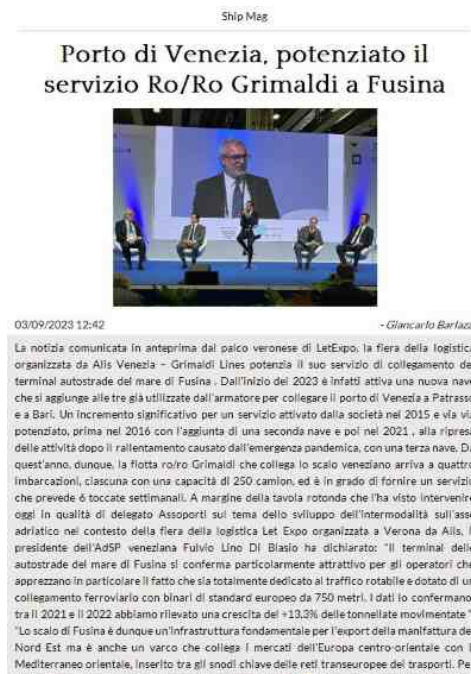 Ship Mag
Porto di Venezia, potenziato il
servizio Ro/Ro Grimaldi a Fusina
03/09/2023 12:42
- Giancarlo Barlazzi
La notizia comunicata in anteprima dal palco veronese di LetExpo, la fiera della logistica
organizzata da Alis Venezia – Grimaldi Lines potenzia il suo servizio di collegamento del
terminal autostrade del mare di Fusina . Dall'inizio del 2023 è infatti attiva una nuova nave
che si aggiunge alle tre già utilizzate dall'armatore per collegare il porto di Venezia a Patrasso
e a Bari. Un incremento significativo per un servizio attivato dalla società nel 2015 e via via
potenziato, prima nel 2016 con l'aggiunta di una seconda nave e poi nel 2021 , alla ripresa
delle attività dopo il rallentamento causato dall'emergenza pandemica, con una terza nave. Da
quest'anno, dunque, la flotta ro/ro Grimaldi che collega lo scalo veneziano arriva a quattro
imbarcazioni, ciascuna con una capacità di 250 camion, ed è in grado di fornire un servizio
che prevede 6 toccate settimanali. A margine della tavola rotonda che l'ha visto intervenire
oggi in qualità di delegato Assoporti sul tema dello sviluppo dell'intermodalità sull'asse
adriatico nel contesto della fiera della logistica Let Expo organizzata a Verona da Alis, il
presidente dell'AdSP veneziana Fulvio Lino Di Blasio ha dichiarato: "Il terminal delle
autostrade del mare di Fusina si conferma particolarmente attrattivo per gli operatori che
apprezzano in particolare il fatto che sia totalmente dedicato al traffico rotabile e dotato di un
collegamento ferroviario con binari di standard europeo da 750 metri. I dati lo confermano:
tra il 2021 e il 2022 abbiamo rilevato una crescita del +13,3% delle tonnellate movimentate "
"Lo scalo di Fusina è dunque un'infrastruttura fondamentale per l'export della manifattura del
Nord Est ma è anche un varco che collega i mercati dell'Europa centro-orientale con il
Mediterraneo orientale, inserito tra gli snodi chiave delle reti transeuropee dei trasporti. Per